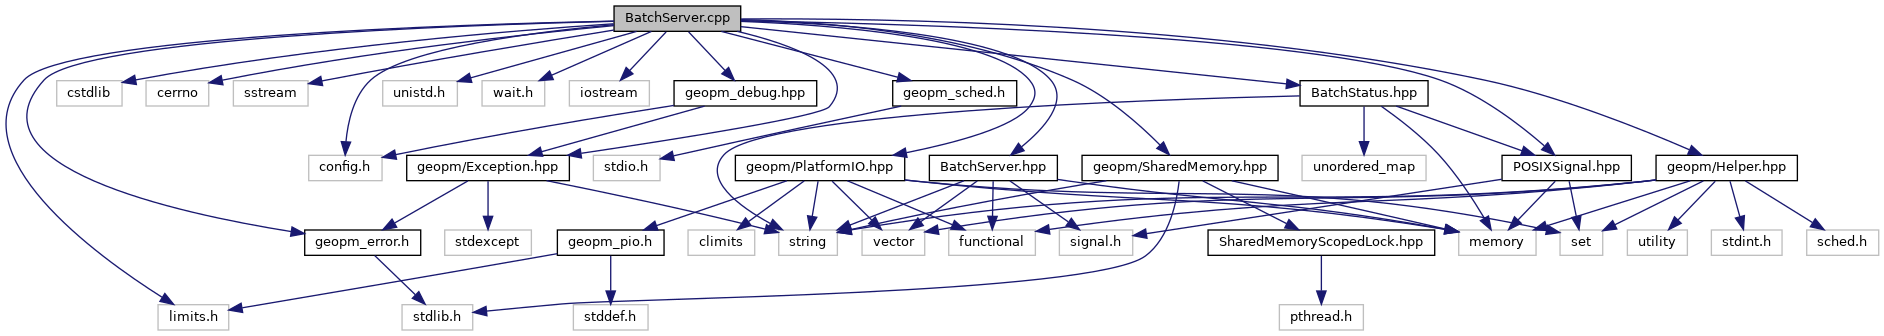 BatchServer.cpp
cstdlib
cerrno
sstream
unistd.h
wait.h
iostream
geopm_debug.hpp
geopm_sched.h
BatchStatus.hpp
config.h
geopm/Exception.hpp
stdio.h
geopm/PlatformIO.hpp
BatchServer.hpp
geopm/SharedMemory.hpp
unordered_map
POSIXSignal.hpp
geopm/Helper.hpp
geopm_error.h
stdexcept
geopm_pio.h
climits
string
vector
functional
signal.h
SharedMemoryScopedLock.hpp
memory
set
utility
stdint.h
sched.h
limits.h
stdlib.h
stddef.h
pthread.h